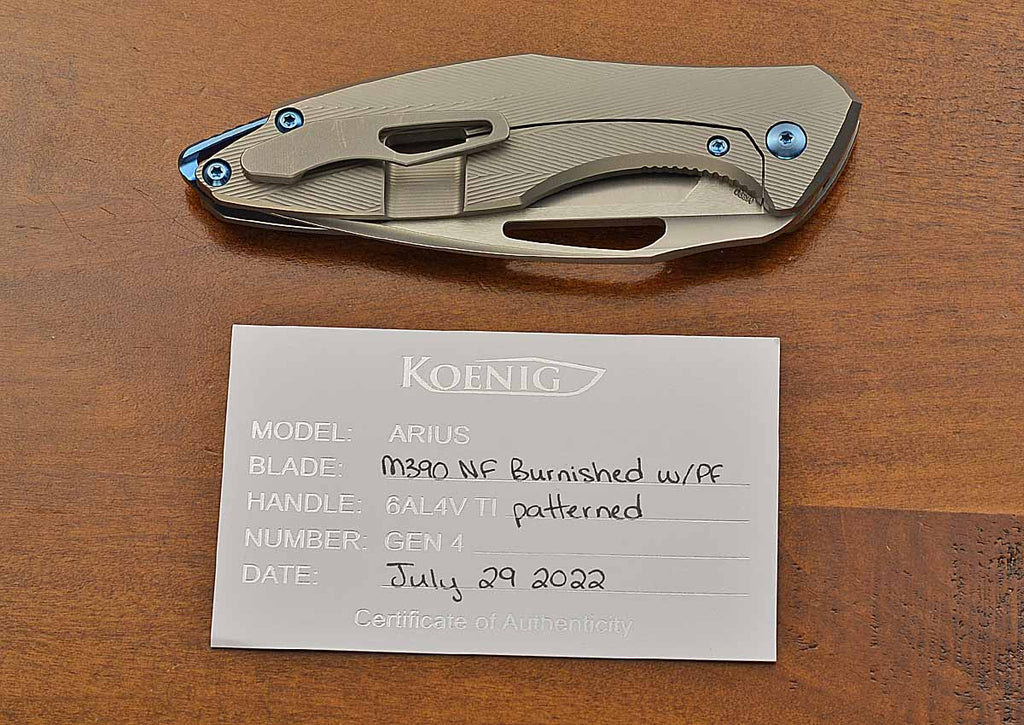 KOENIG
MODEL: ARIUS
BLADE: M390 NF Burnished w/PF
HANDLE: 6AL4V TI patterned
NUMBER: GEN 4
DATE: July 29 2022
Certificate of Authenticity